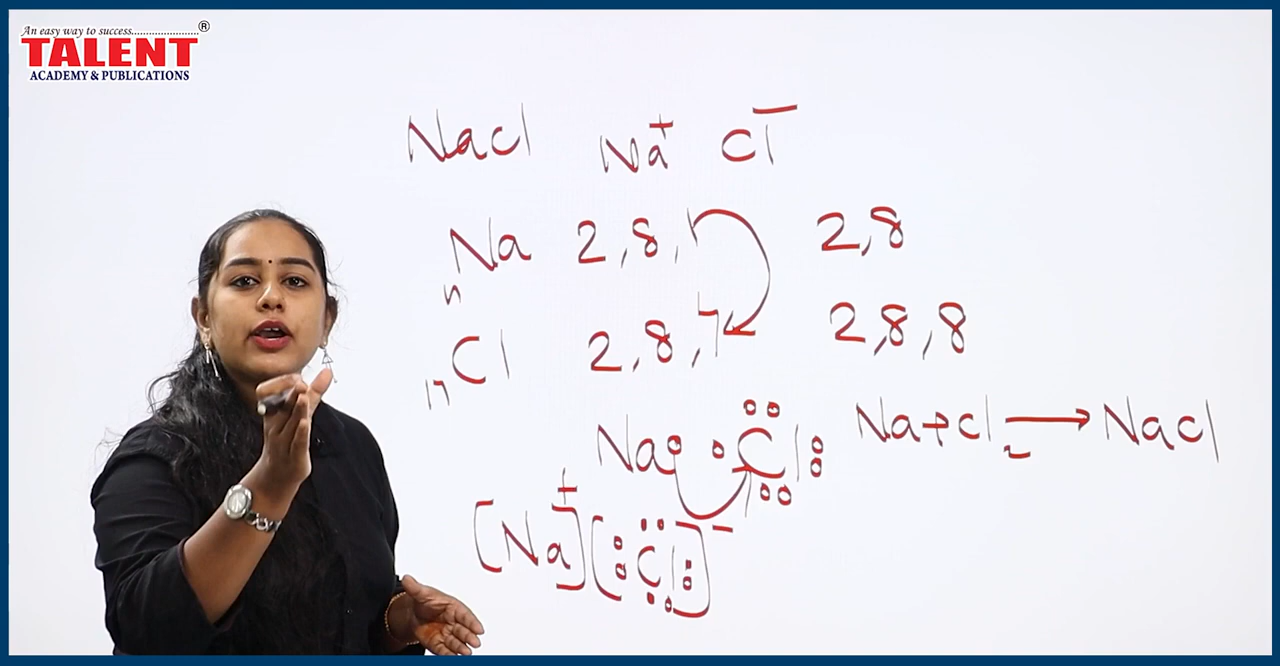 An easy way to success......................®
TALENT
ACADEMY & PUBLICATIONS
NaCl Na⁺ Cl⁻
₁₁Na 2,8,1 2,8
₁₇Cl 2,8,7 2,8,8
Na Cl
Na+Cl₂ → NaCl
[Na]⁺[Cl]⁻